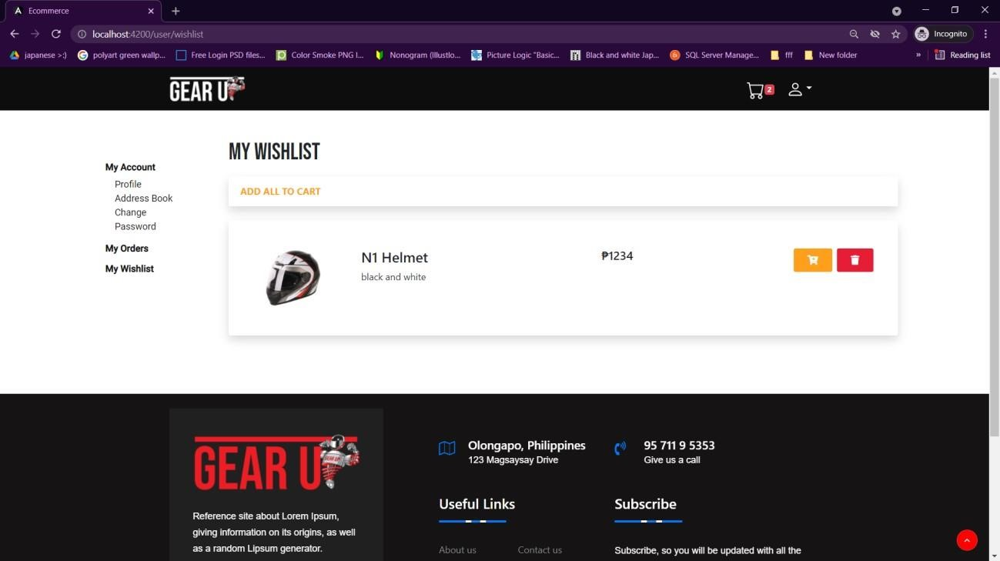 Ecommerce
localhost:4200/user/wishlist
Incognito
japanese >:)
polyart green wallp...
Free Login PSD files...
Color Smoke PNG I...
Nonogram (Illustlo...
Picture Logic "Basic...
Black and white Jap...
SQL Server Manage...
fff
New folder
»
Reading list
GEAR UP
2
MY WISHLIST
My Account
Profile
Address Book
Change
Password
My Orders
My Wishlist
ADD ALL TO CART
N1 Helmet
black and white
₱1234
GEAR UP
Reference site about Lorem Ipsum,
giving information on its origins, as well
as a random Lipsum generator.
Olongapo, Philippines
123 Magsaysay Drive
95 711 9 5353
Give us a call
Useful Links
About us
Contact us
Subscribe
Subscribe, so you will be updated with all the